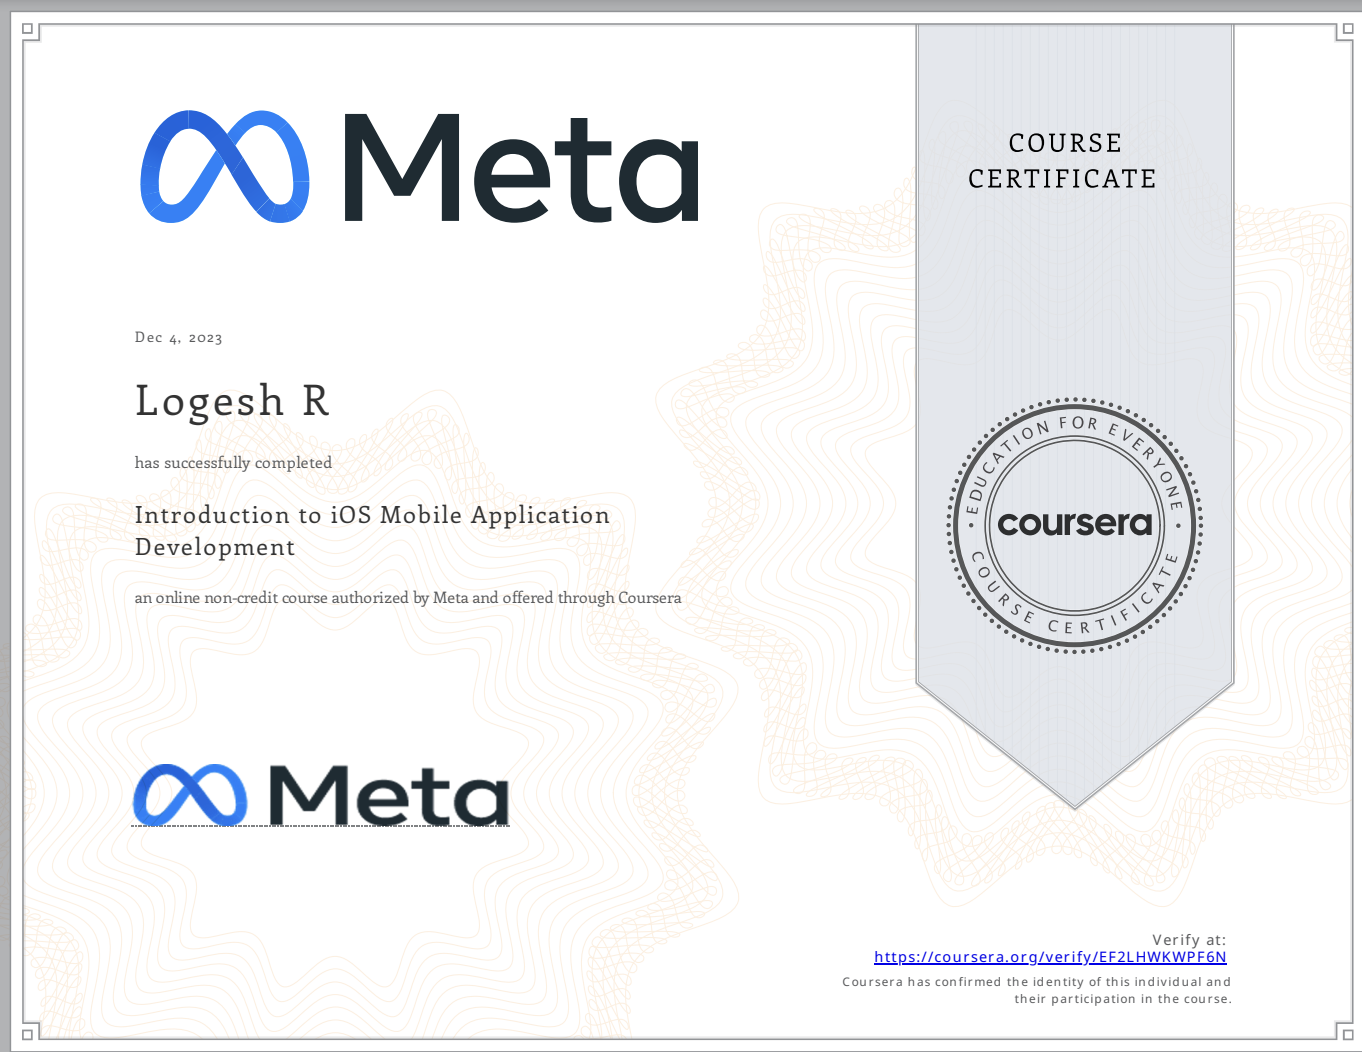 Meta
COURSE
CERTIFICATE
Dec 4, 2023
Logesh R
has successfully completed
Introduction to iOS Mobile Application
Development
an online non-credit course authorized by Meta and offered through Coursera
EDUCATION FOR EVERYONE
coursera
COURSE CERTIFICATE
Meta
Verify at:
https://coursera.org/verify/EF2LHWKWPF6N
Coursera has confirmed the identity of this individual and
their participation in the course.